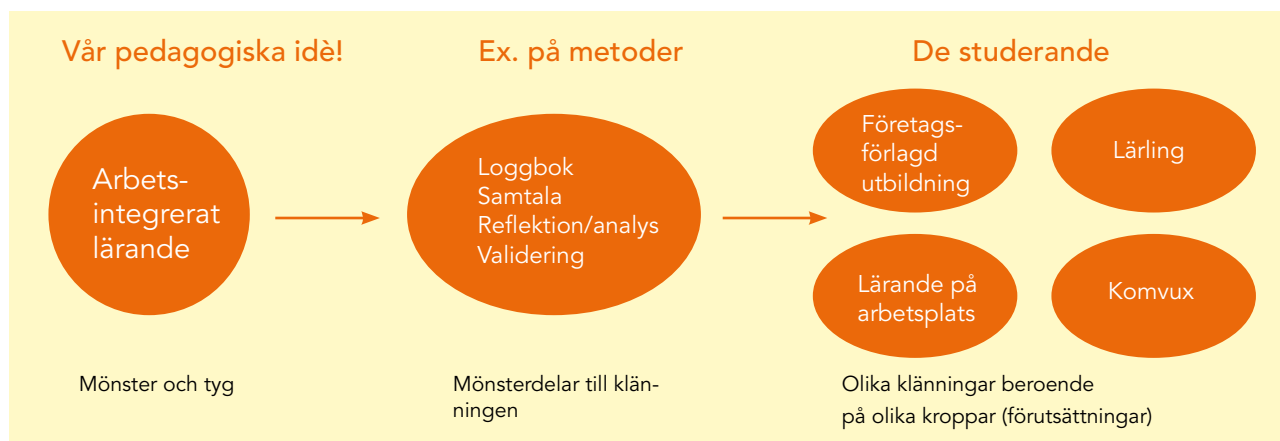 Vår pedagogiska idè!
Arbets-
integrerat
lärande
Mönster och tyg
Ex. på metoder
Loggbok
Samtala
Reflektion/analys
Validering
Mönsterdelar till klän-
ningen
De studerande
Företags-
förlagd
utbildning
Lärling
Lärande på
arbetsplats
Komvux
Olika klänningar beroende
på olika kroppar (förutsättningar)